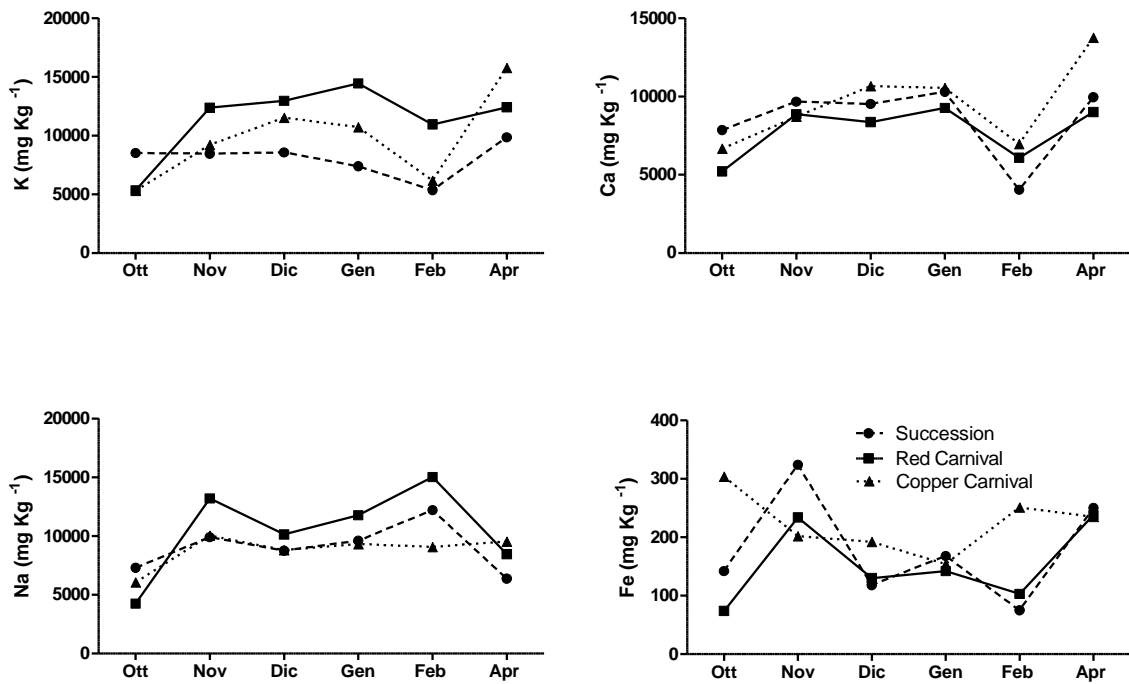 20000
15000
10000
5000
0
K (mg Kg -1)
Ott Nov Dic Gen Feb Apr
15000
10000
5000
0
Ca (mg Kg -1)
Ott Nov Dic Gen Feb Apr
20000
15000
10000
5000
0
Na (mg Kg -1)
Ott Nov Dic Gen Feb Apr
400
300
200
100
0
Fe (mg Kg -1)
Succession
Red Carnival
Copper Carnival
Ott Nov Dic Gen Feb Apr